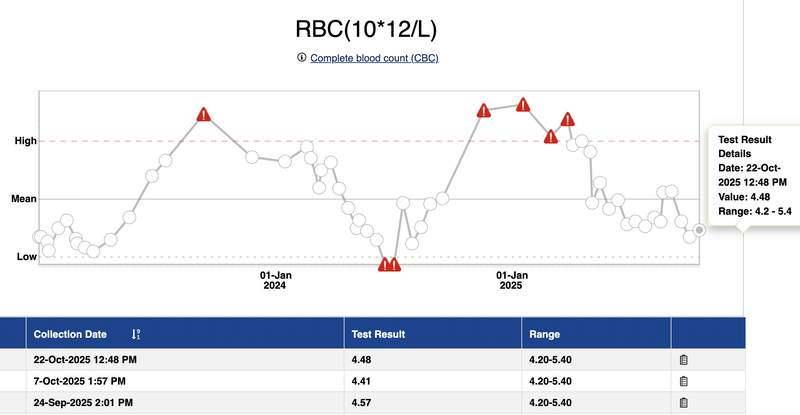 RBC(10*12/L)
Complete blood count (CBC)
High
Mean
Low
01-Jan
2024
01-Jan
2025
Test Result
Details
Date: 22-Oct-
2025 12:48 PM
Value: 4.48
Range: 4.2 - 5.4
Collection Date Test Result Range
22-Oct-2025 12:48 PM 4.48 4.20-5.40
7-Oct-2025 1:57 PM 4.41 4.20-5.40
24-Sep-2025 2:01 PM 4.57 4.20-5.40